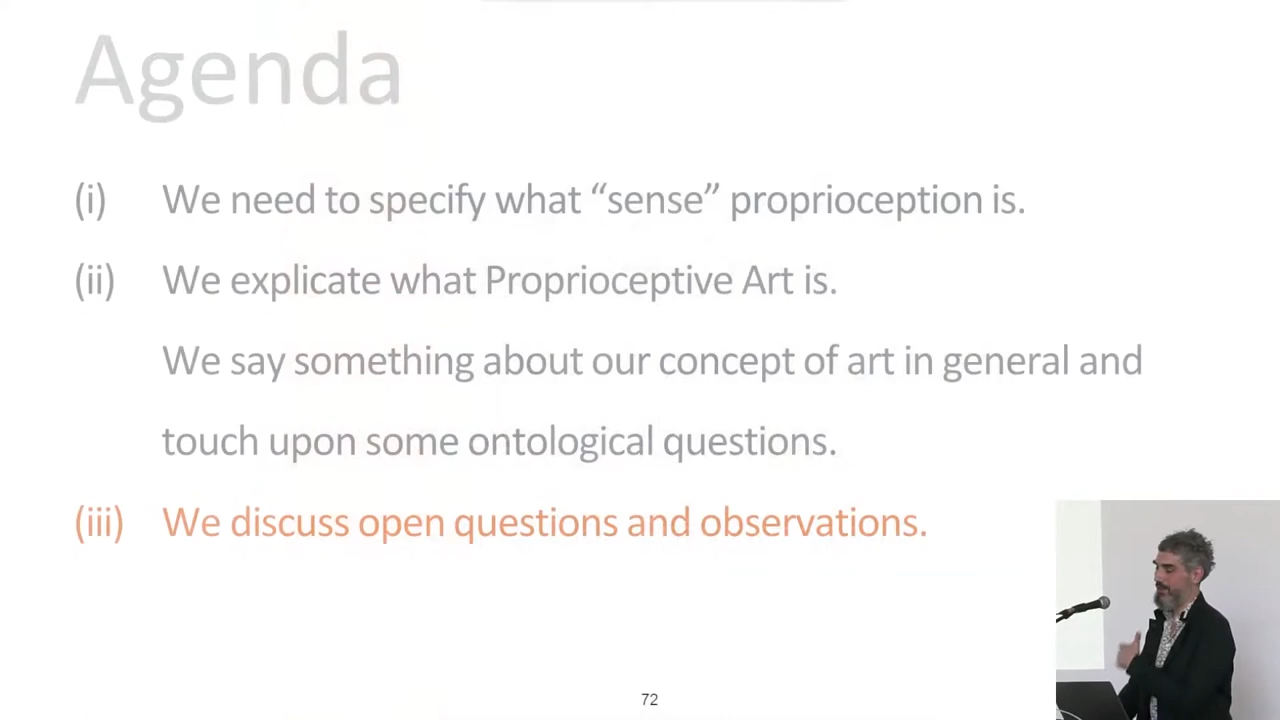 Agenda
(i) We need to specify what “sense” proprioception is.
(ii) We explicate what Proprioceptive Art is.
We say something about our concept of art in general and
touch upon some ontological questions.
(iii) We discuss open questions and observations.
72